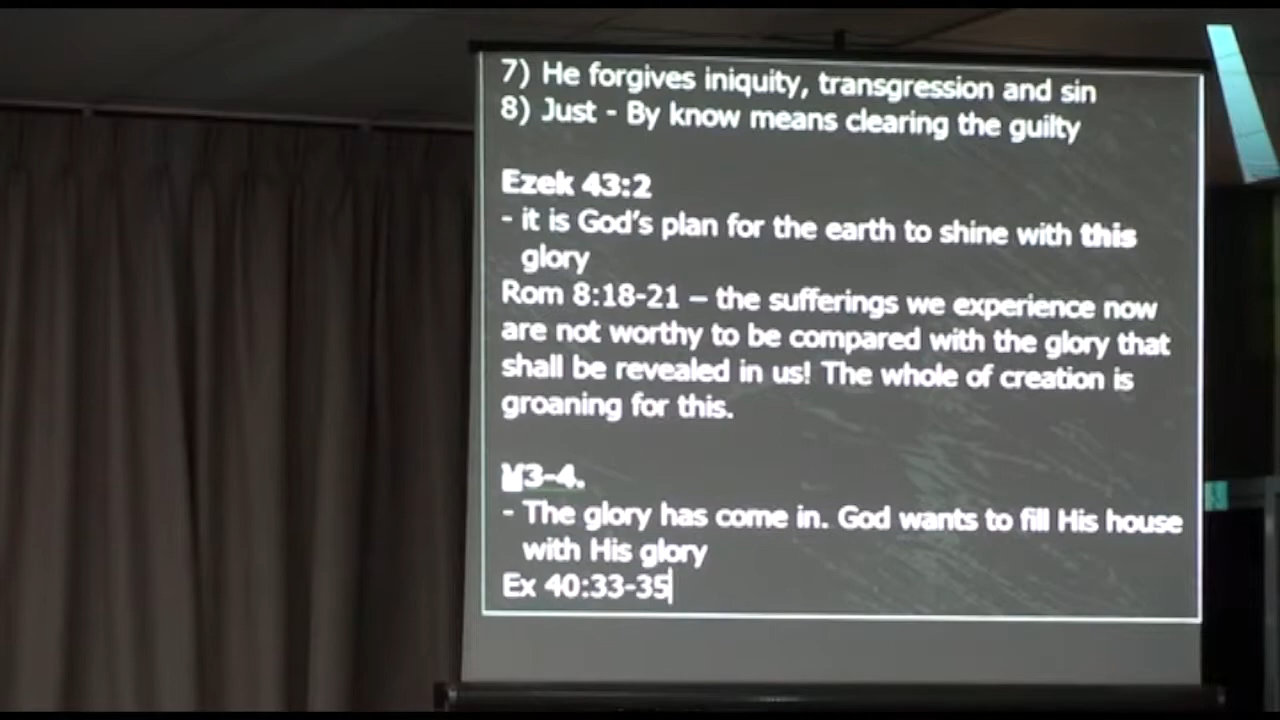 7) He forgives iniquity, transgression and sin
8) Just - By know means clearing the guilty
Ezek 43:2
- it is God's plan for the earth to shine with this
glory
Rom 8:18-21 – the sufferings we experience now
are not worthy to be compared with the glory that
shall be revealed in us! The whole of creation is
groaning for this.
V3-4.
- The glory has come in. God wants to fill His house
with His glory
Ex 40:33-35